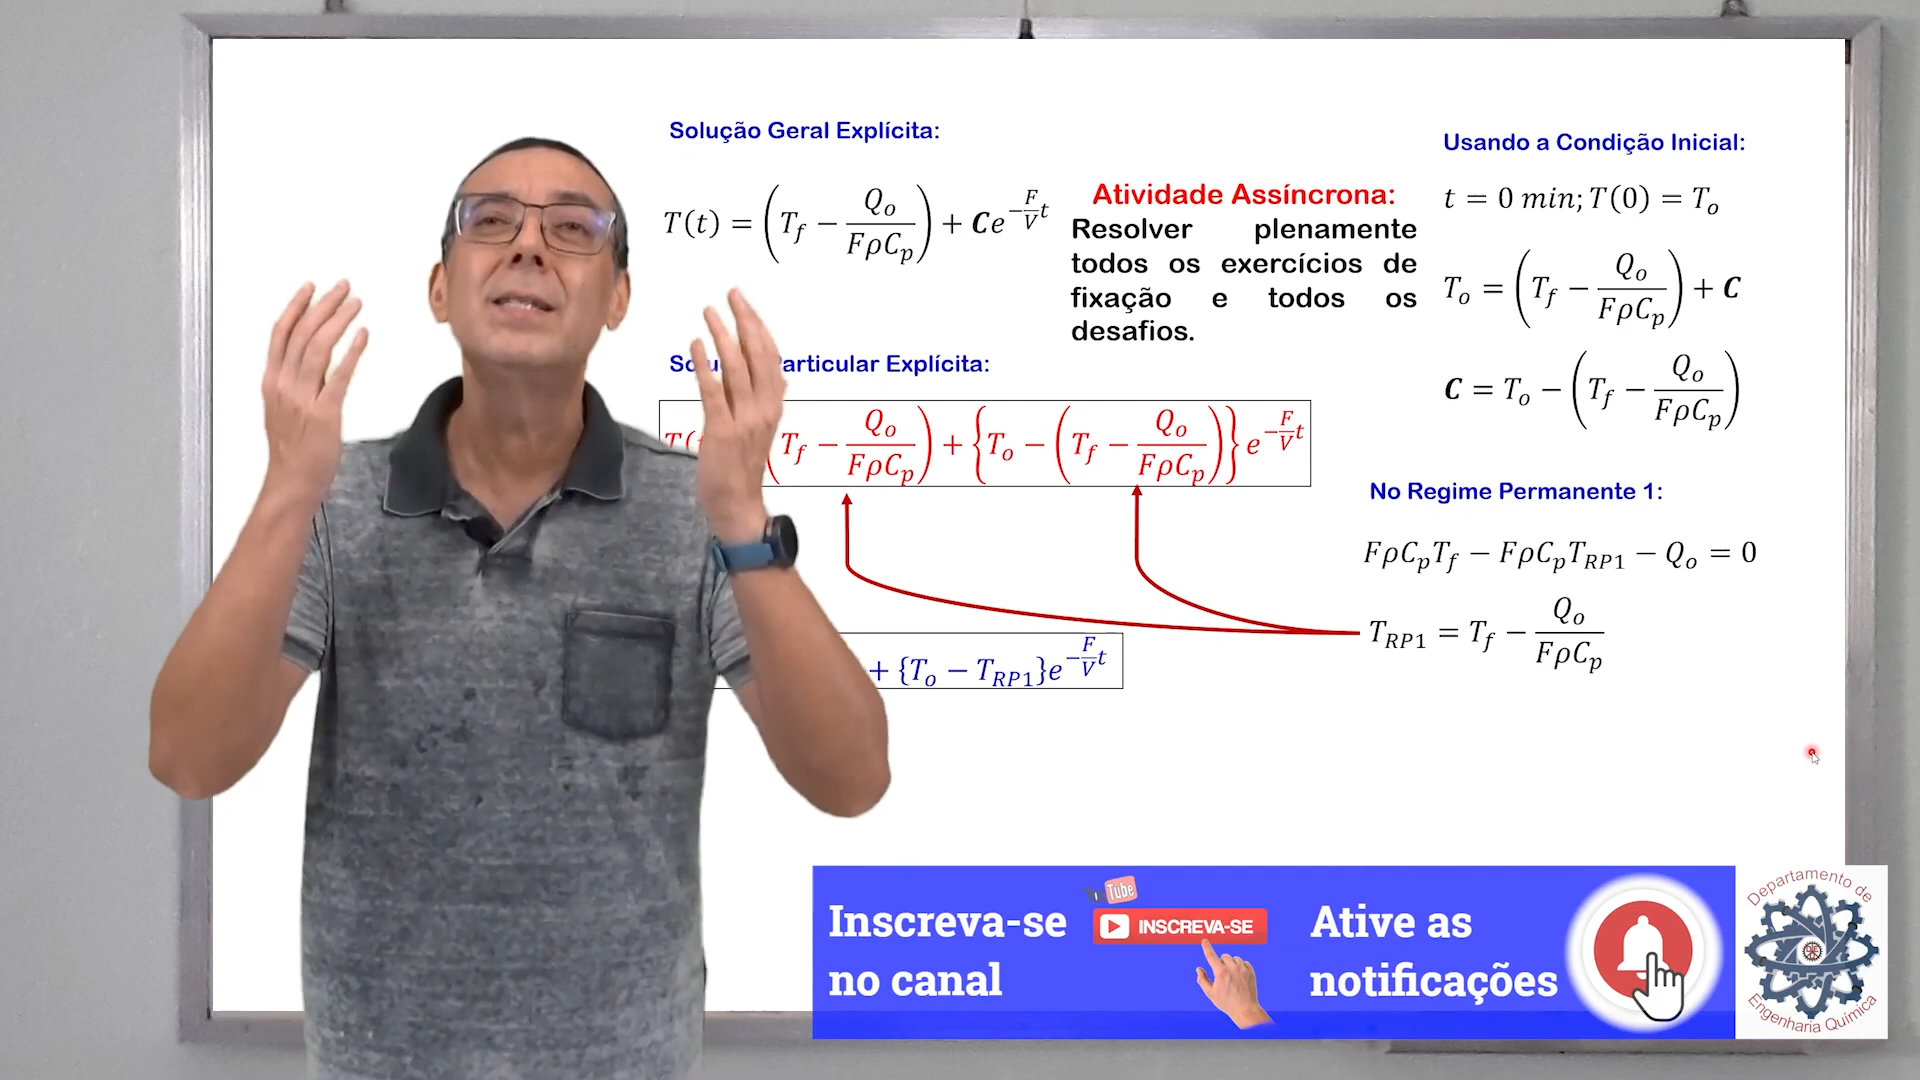 Solução Geral Explícita:
T(t) = (T_f − Q_o/(FρC_p)) + Ce^(−(F/V)t)
Atividade Assíncrona:
Resolver plenamente
todos os exercícios de
fixação e todos os
desafios.
Usando a Condição Inicial:
t = 0 min; T(0) = T_o
T_o = (T_f − Q_o/(FρC_p)) + C
C = T_o − (T_f − Q_o/(FρC_p))
Particular Explícita:
(T_f − Q_o/(FρC_p)) + {T_o − (T_f − Q_o/(FρC_p))} e^(−(F/V)t)
No Regime Permanente 1:
FρC_pT_f − FρC_pT_RP1 − Q_o = 0
T_RP1 = T_f − Q_o/(FρC_p)
+ {T_o − T_RP1}e^(−(F/V)t)
Inscreva-se
no canal
YouTube
INSCREVA-SE
Ative as
notificações
Departamento de
Engenharia Química